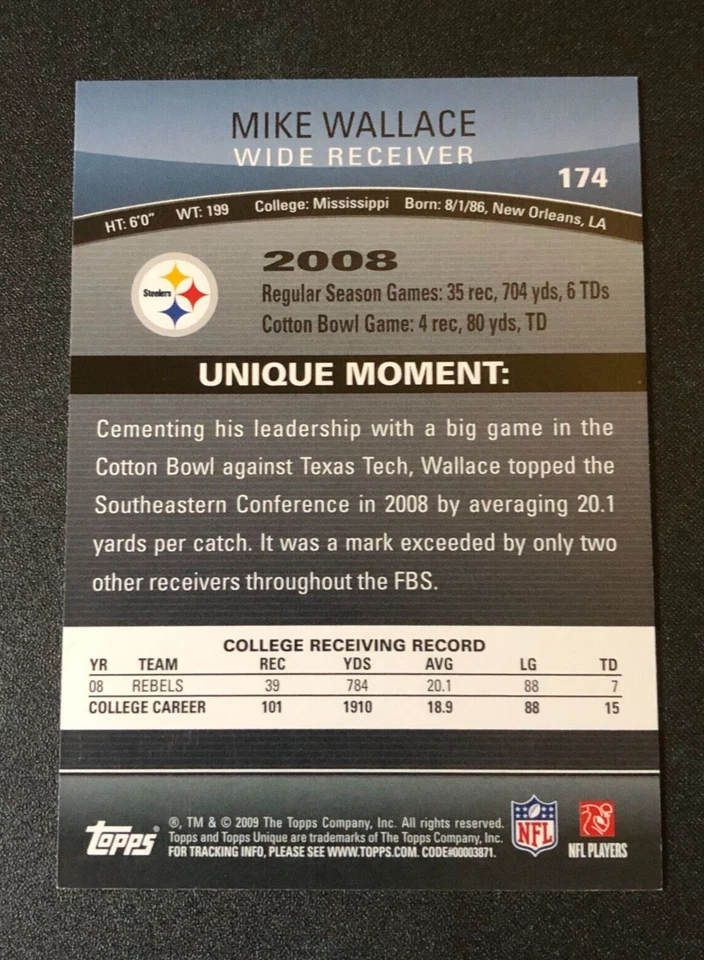 MIKE WALLACE
WIDE RECEIVER
174
HT: 6'0" WT: 199 College: Mississippi Born: 8/1/86, New Orleans, LA
Steelers
2008
Regular Season Games: 35 rec, 704 yds, 6 TDs
Cotton Bowl Game: 4 rec, 80 yds, TD
UNIQUE MOMENT:
Cementing his leadership with a big game in the
Cotton Bowl against Texas Tech, Wallace topped the
Southeastern Conference in 2008 by averaging 20.1
yards per catch. It was a mark exceeded by only two
other receivers throughout the FBS.
COLLEGE RECEIVING RECORD
YR TEAM REC YDS AVG LG TD
08 REBELS 39 784 20.1 88 7
COLLEGE CAREER 101 1910 18.9 88 15
topps®
®, TM & © 2009 The Topps Company, Inc. All rights reserved.
Topps and Topps Unique are trademarks of The Topps Company, Inc.
FOR TRACKING INFO, PLEASE SEE WWW.TOPPS.COM. CODE#00003871.
NFL
NFL PLAYERS